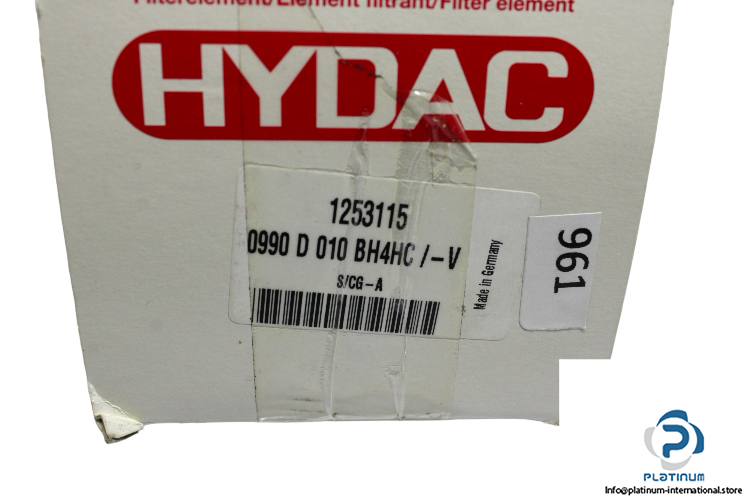 Filterelement/Element filtrant/Filter element
HYDAC
1253115
0990 D 010 BH4HC /-V
S/CG-A
Made in Germany
961
PLATINUM
Info@platinum-international.store